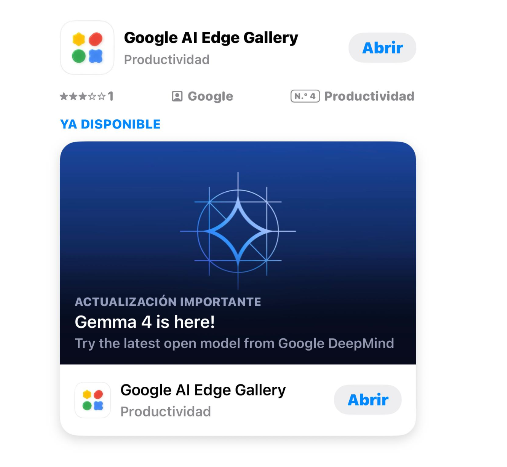 Google AI Edge Gallery
Productividad
Abrir
★★★☆☆ 1
Google
N.º 4 Productividad
YA DISPONIBLE
ACTUALIZACIÓN IMPORTANTE
Gemma 4 is here!
Try the latest open model from Google DeepMind
Google AI Edge Gallery
Productividad
Abrir